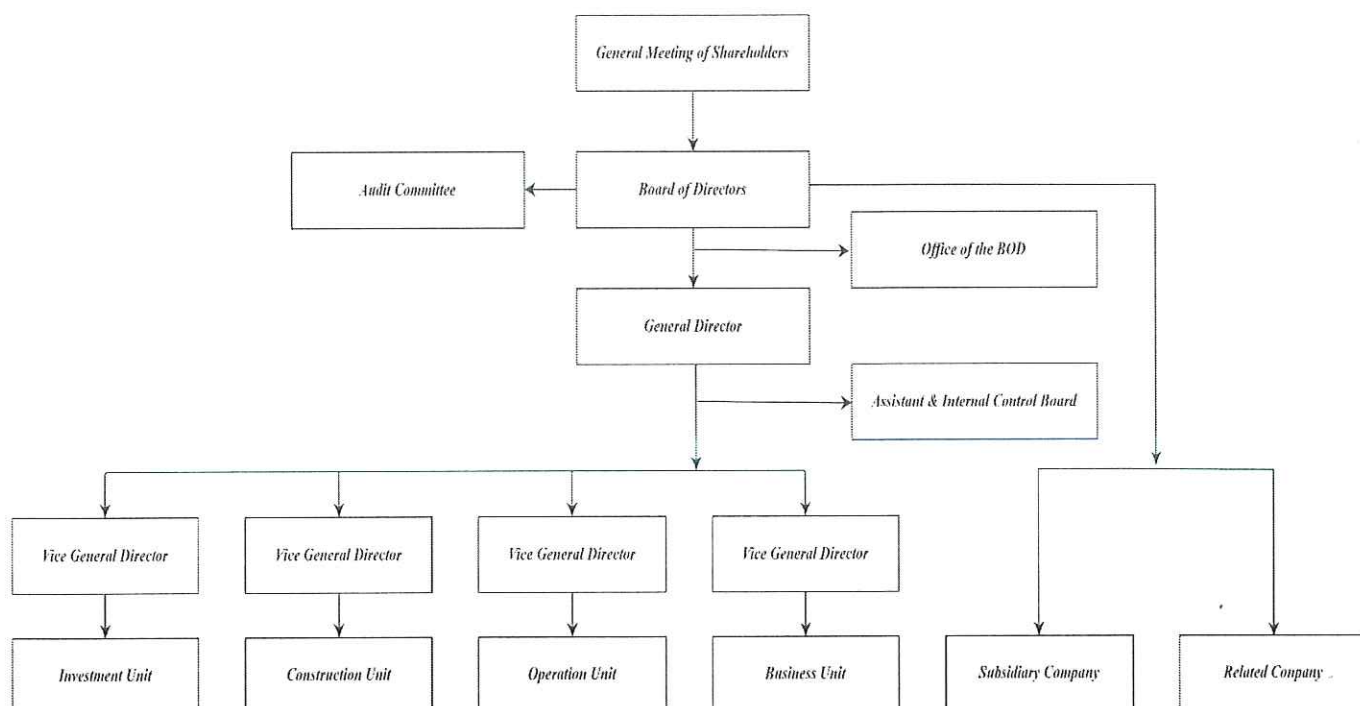 General Meeting of Shareholders
Audit Committee
Board of Directors
Office of the BOD
General Director
Assistant & Internal Control Board
Vice General Director
Vice General Director
Vice General Director
Vice General Director
Investment Unit
Construction Unit
Operation Unit
Business Unit
Subsidiary Company
Related Conpany